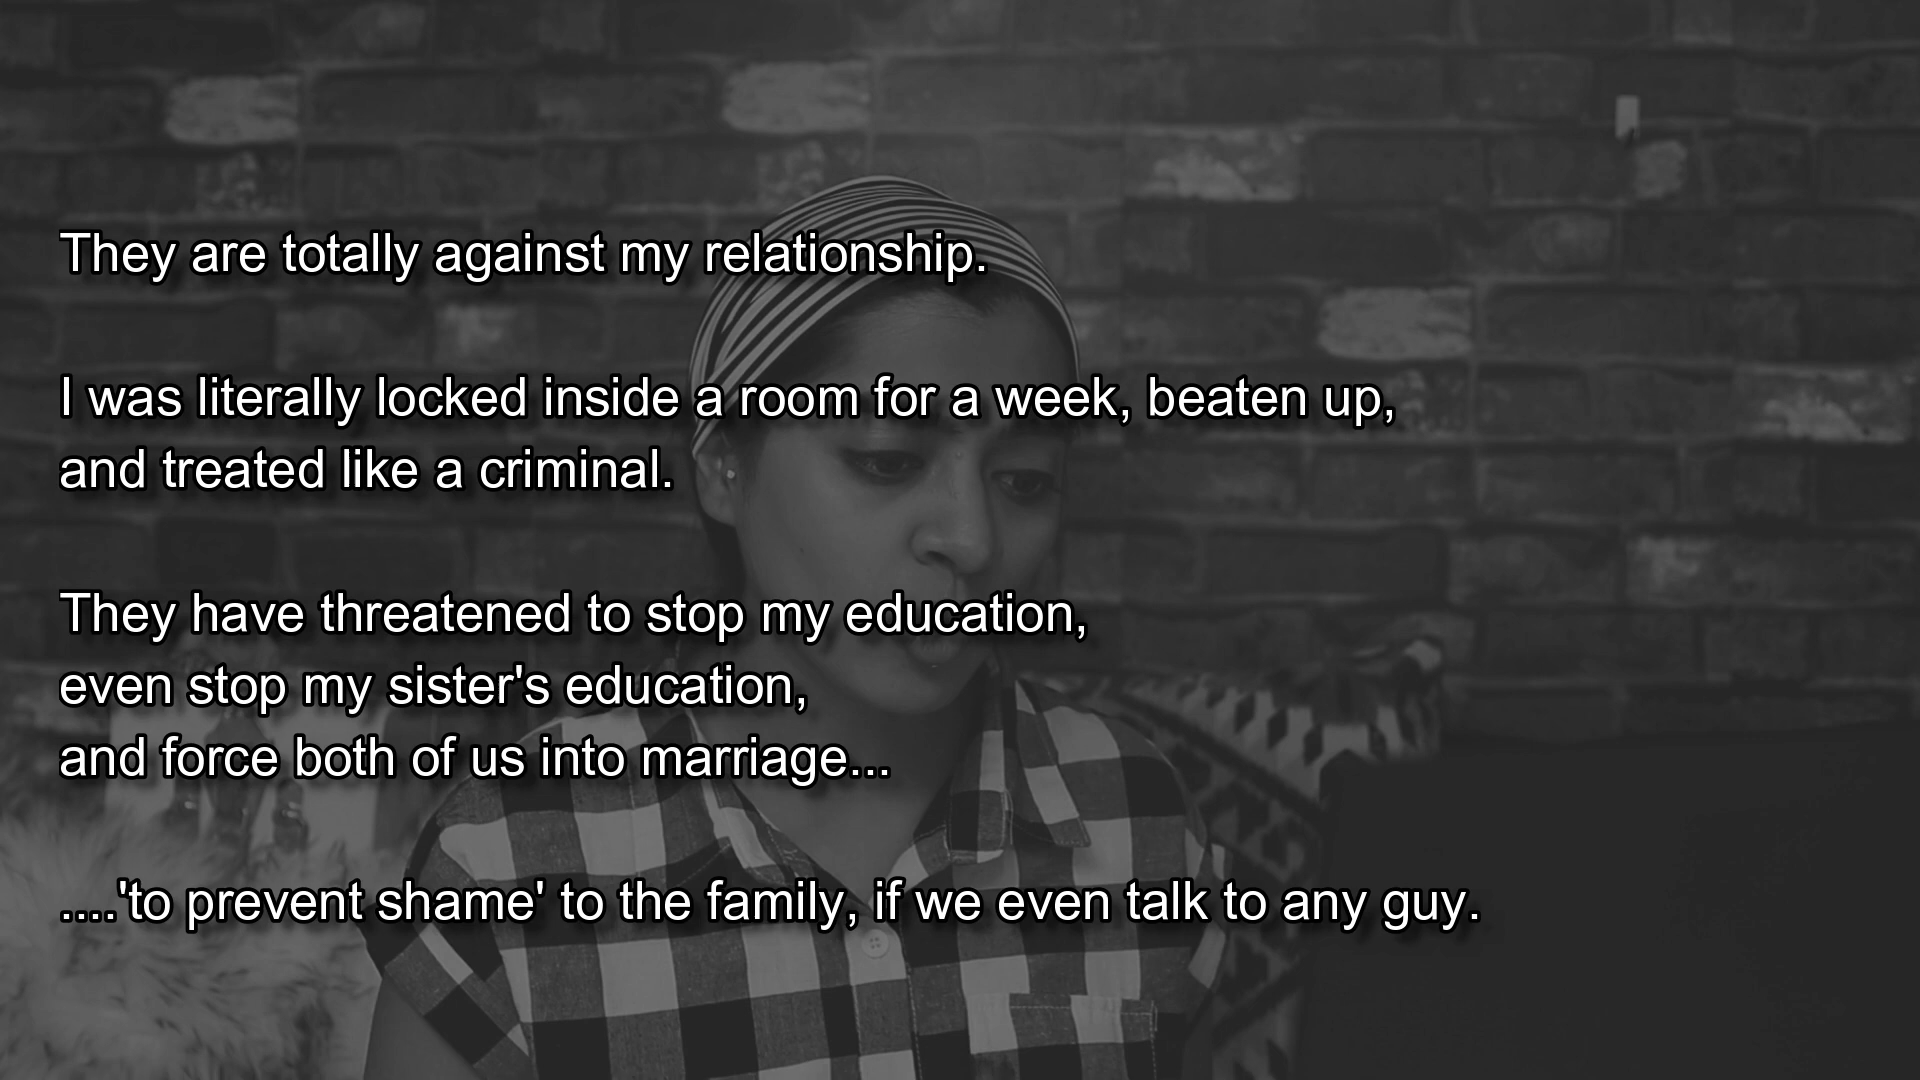 They are totally against my relationship.
I was literally locked inside a room for a week, beaten up,
and treated like a criminal.
They have threatened to stop my education,
even stop my sister's education,
and force both of us into marriage...
....'to prevent shame' to the family, if we even talk to any guy.